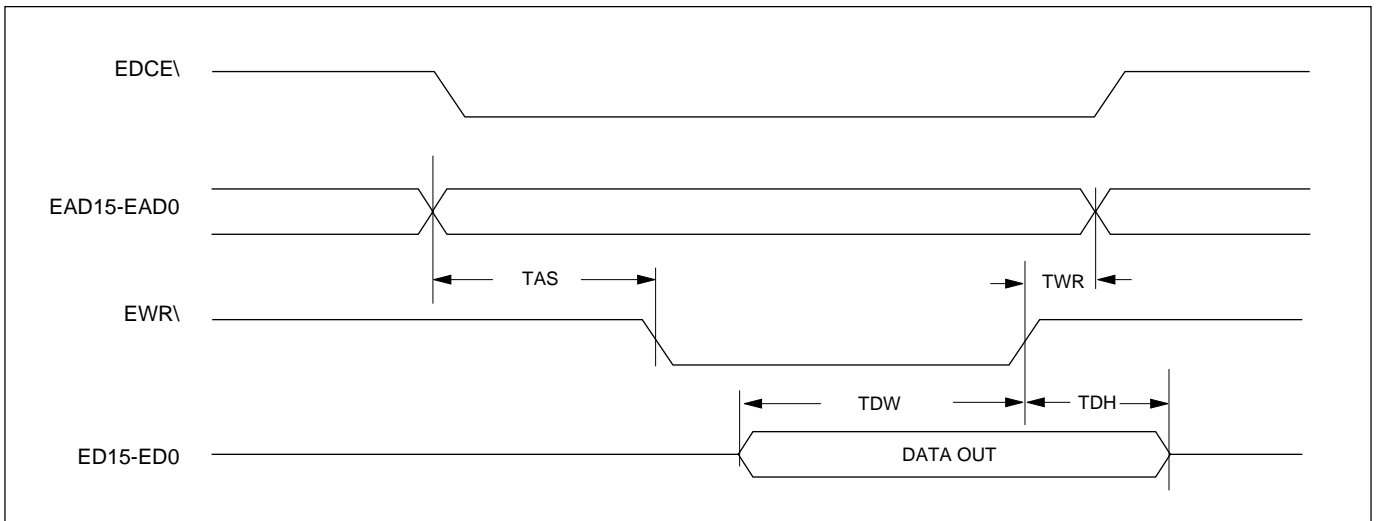 EDCE\
EAD15-EAD0
TAS
TWR
EWR\
TDW
TDH
ED15-ED0
DATA OUT